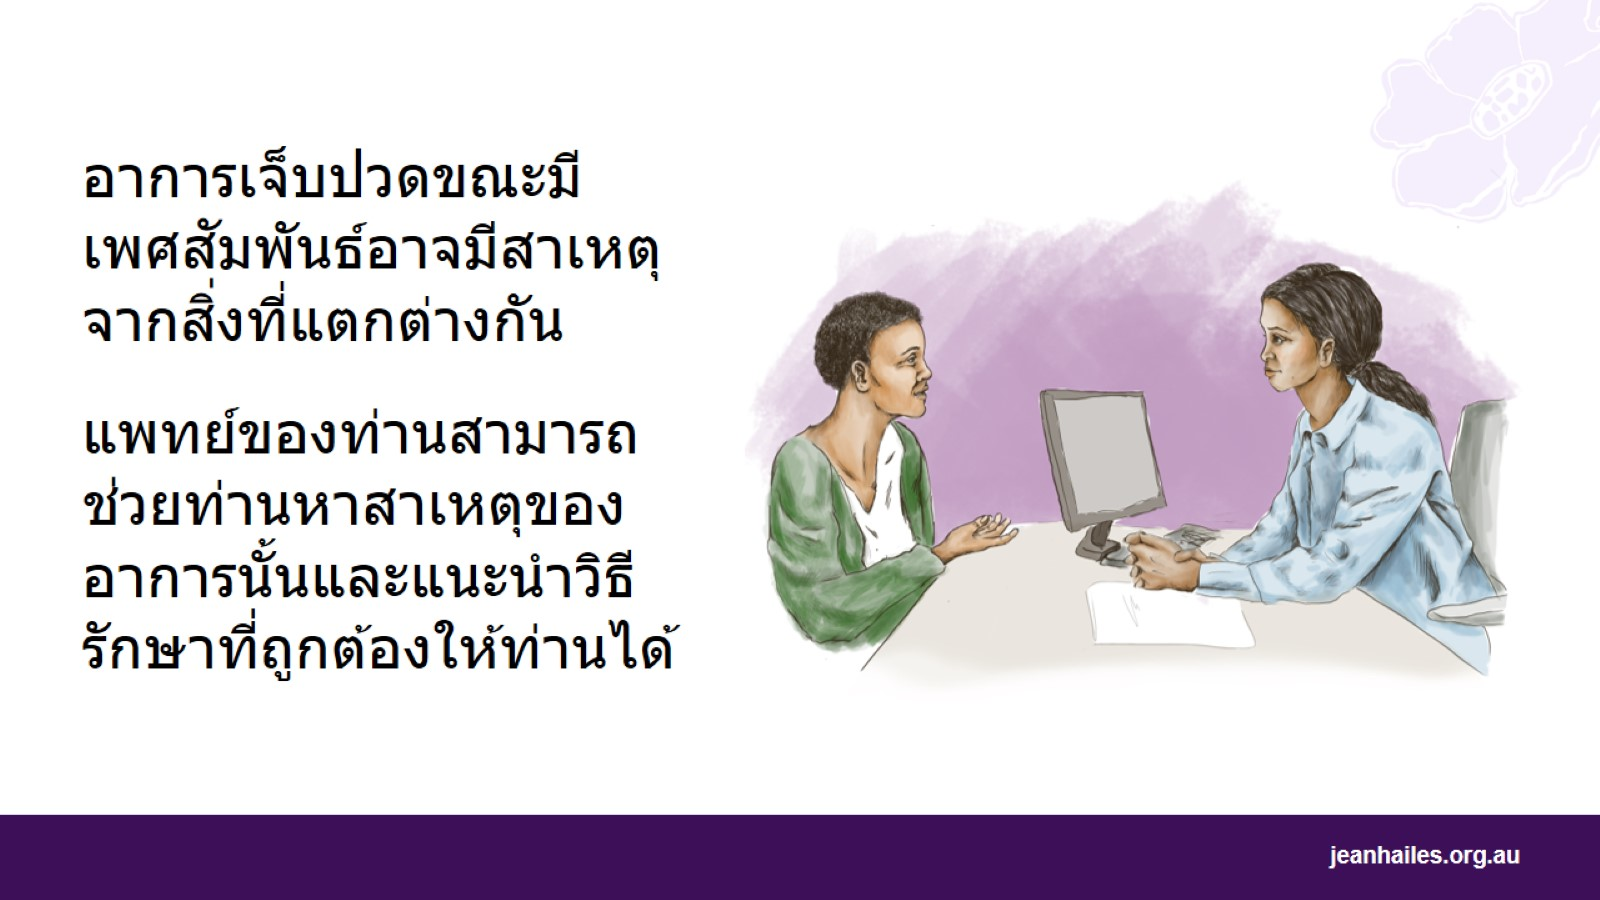 อาการเจ็บปวดขณะมี
เพศสัมพันธ์อาจมีสาเหตุ
จากสิ่งที่แตกต่างกัน
แพทย์ของท่านสามารถ
ช่วยท่านหาสาเหตุของ
อาการนั้นและแนะนำวิธี
รักษาที่ถูกต้องให้ท่านได้
jeanhailes.org.au